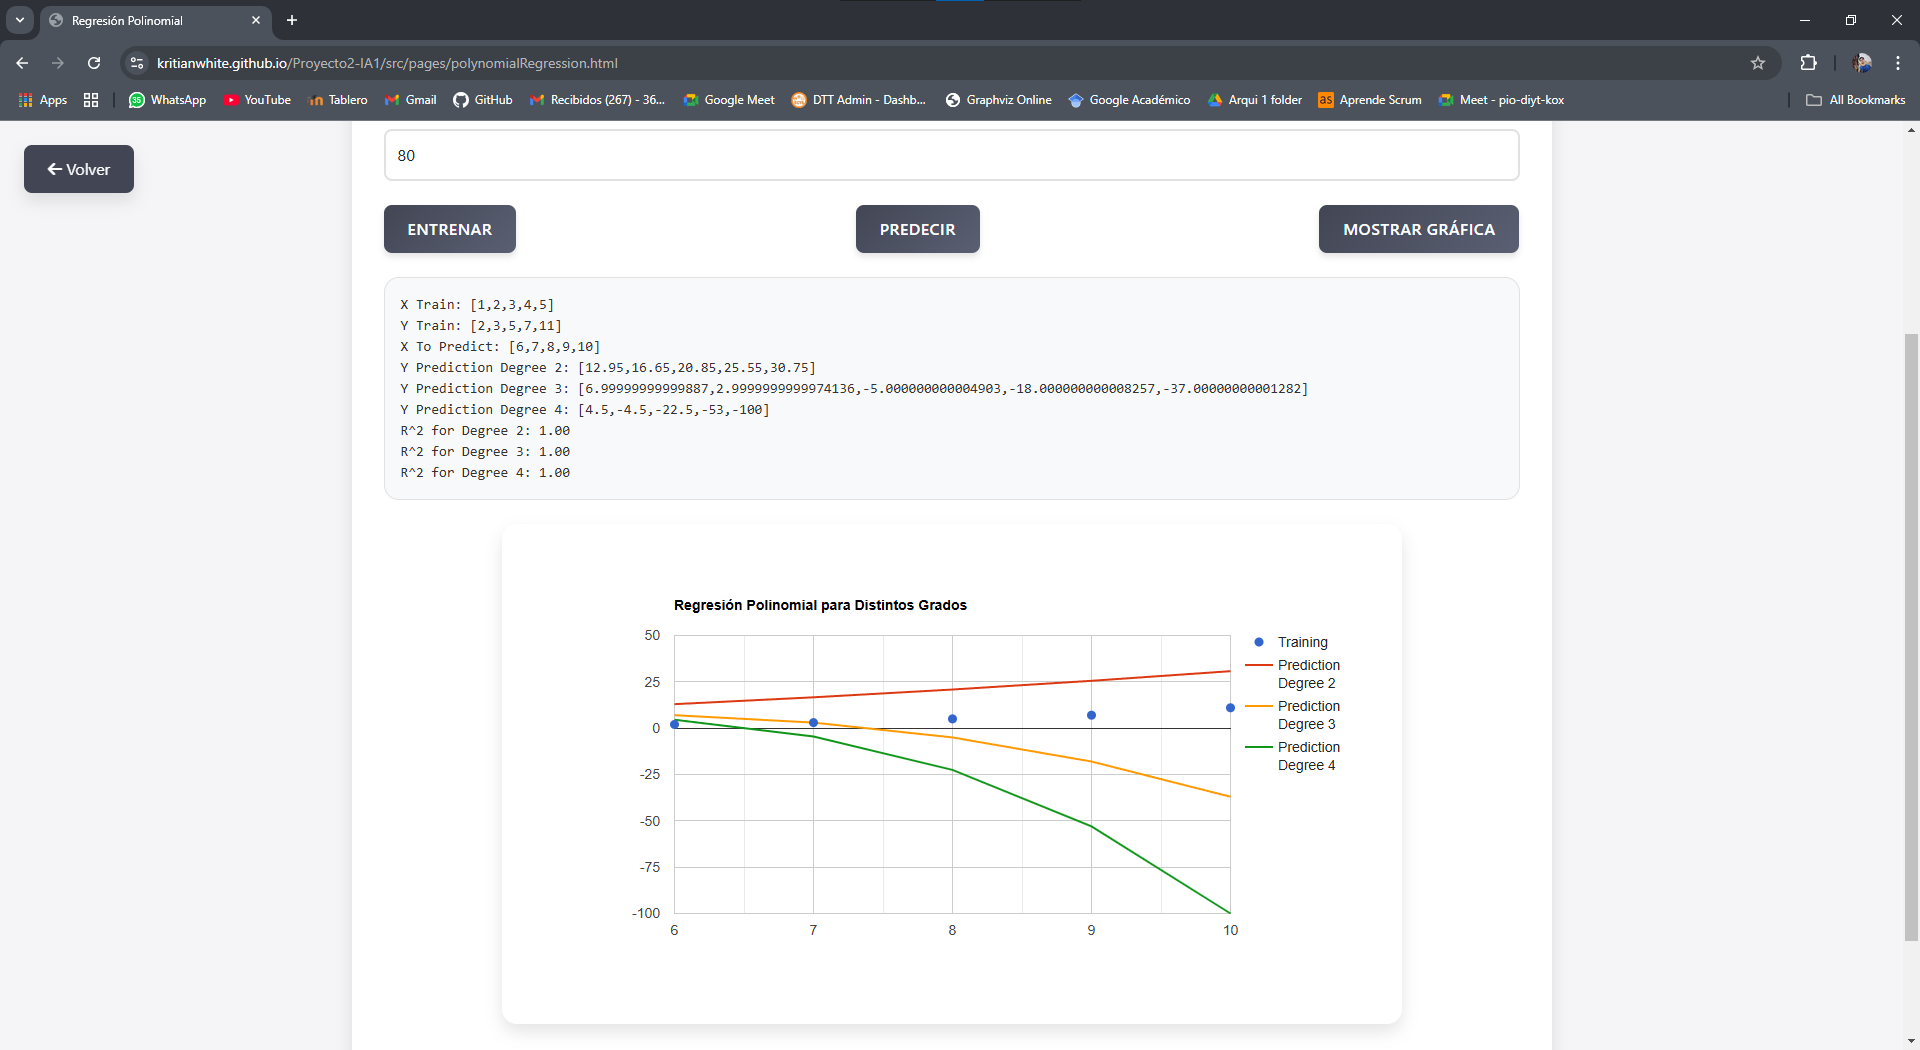 Regresión Polinomial
kritianwhite.github.io/Proyecto2-IA1/src/pages/polynomialRegression.html
Apps WhatsApp YouTube Tablero Gmail GitHub Recibidos (267) - 36... Google Meet DTT Admin - Dashb... Graphviz Online Google Académico Arqui 1 folder as Aprende Scrum Meet - pio-diyt-kox All Bookmarks
Volver
80
ENTRENAR PREDECIR MOSTRAR GRÁFICA
X Train: [1,2,3,4,5]
Y Train: [2,3,5,7,11]
X To Predict: [6,7,8,9,10]
Y Prediction Degree 2: [12.95,16.65,20.85,25.55,30.75]
Y Prediction Degree 3: [6.99999999999887,2.9999999999974136,-5.000000000004903,-18.000000000008257,-37.00000000001282]
Y Prediction Degree 4: [4.5,-4.5,-22.5,-53,-100]
R^2 for Degree 2: 1.00
R^2 for Degree 3: 1.00
R^2 for Degree 4: 1.00
Regresión Polinomial para Distintos Grados
50
25
0
-25
-50
-75
-100
6 7 8 9 10
Training
Prediction
Degree 2
Prediction
Degree 3
Prediction
Degree 4